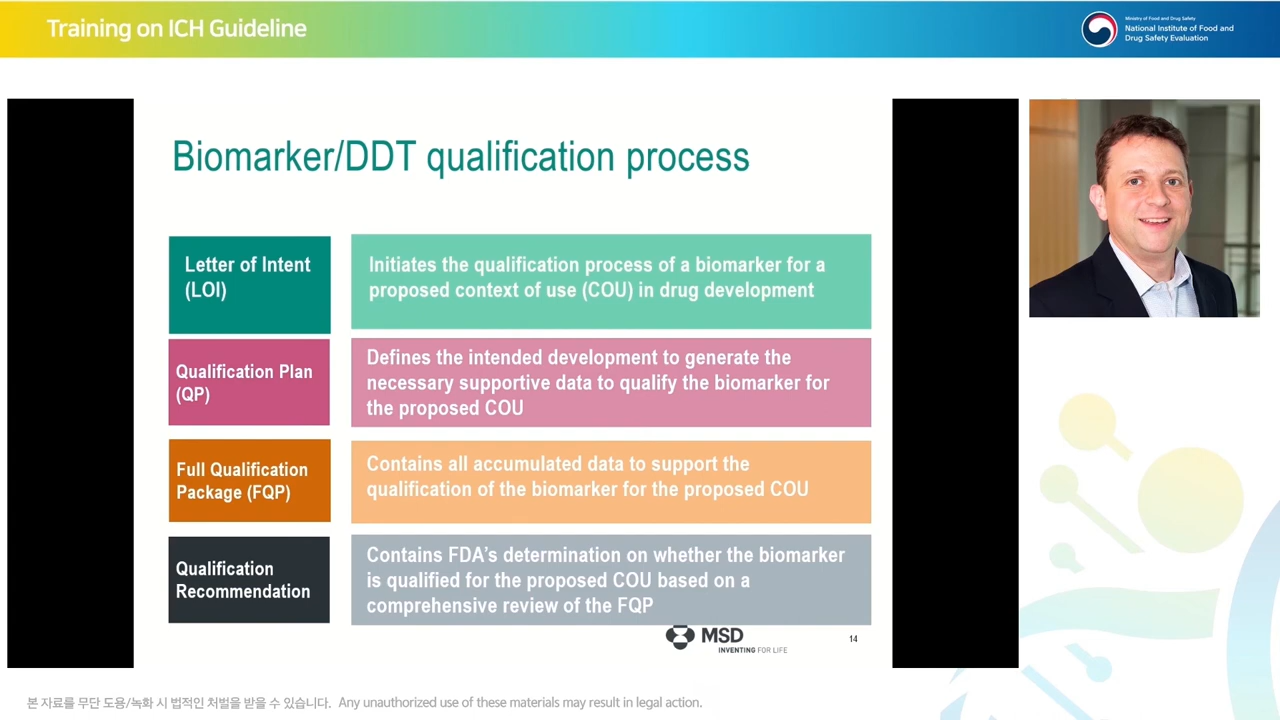 Training on ICH Guideline
Ministry of Food and Drug Safety
National Institute of Food and
Drug Safety Evaluation
Biomarker/DDT qualification process
Letter of Intent
(LOI)
Initiates the qualification process of a biomarker for a
proposed context of use (COU) in drug development
Qualification Plan
(QP)
Defines the intended development to generate the
necessary supportive data to qualify the biomarker for
the proposed COU
Full Qualification
Package (FQP)
Contains all accumulated data to support the
qualification of the biomarker for the proposed COU
Qualification
Recommendation
Contains FDA’s determination on whether the biomarker
is qualified for the proposed COU based on a
comprehensive review of the FQP
MSD
INVENTING FOR LIFE
14
본 자료를 무단 도용/녹화 시 법적인 처벌을 받을 수 있습니다. Any unauthorized use of these materials may result in legal action.